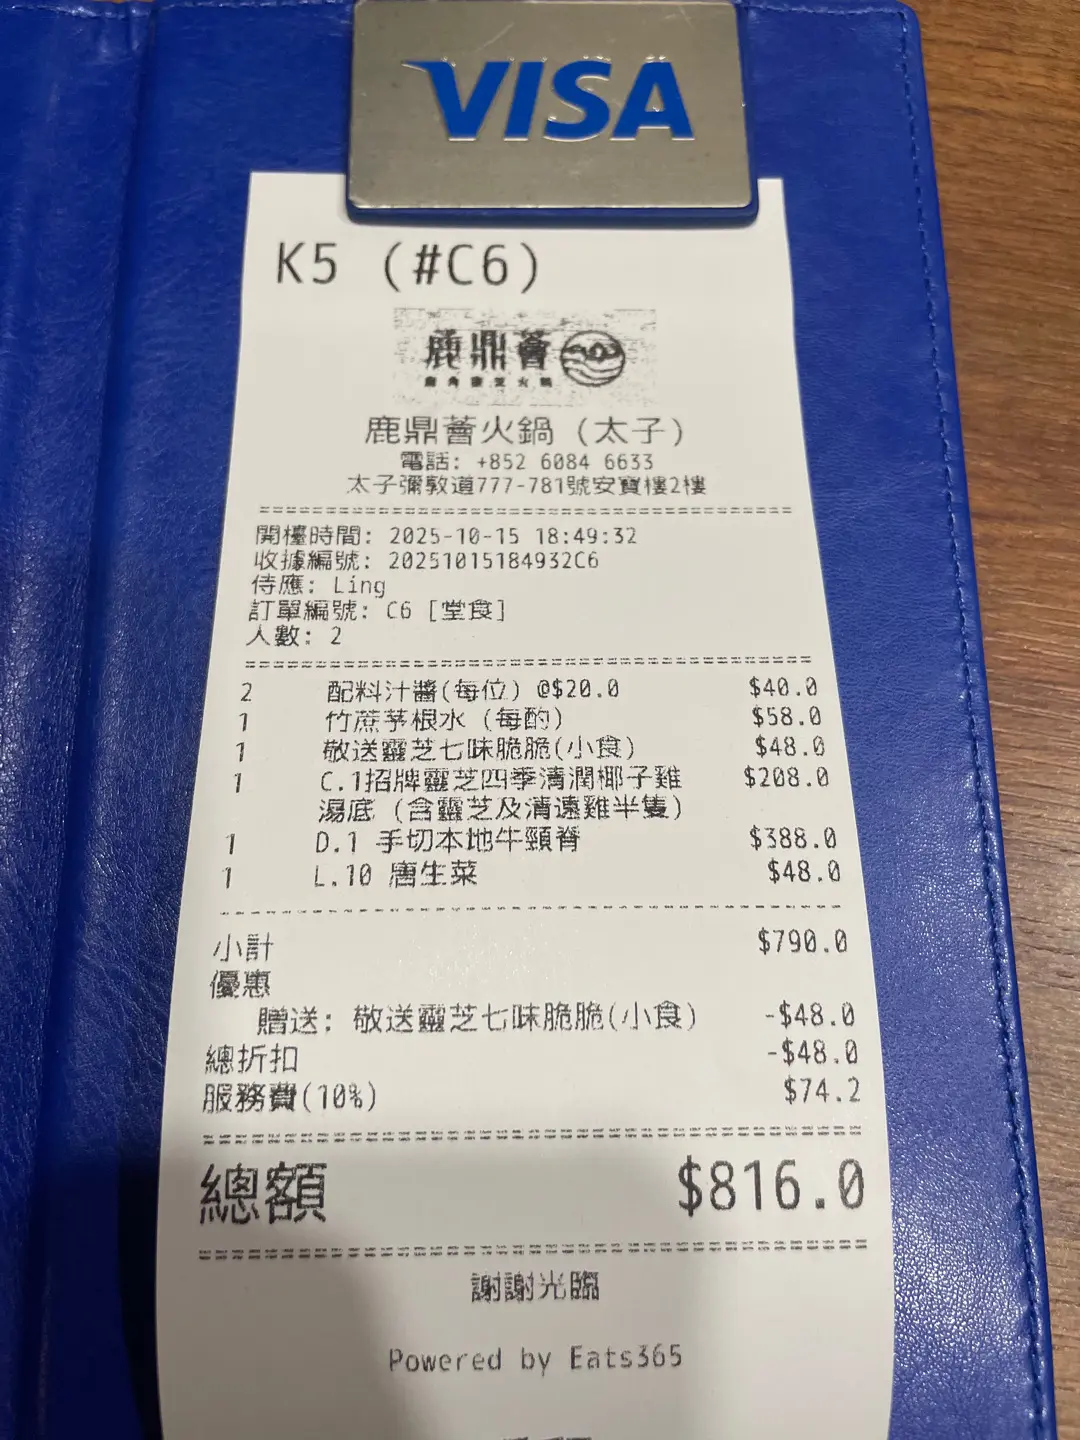 VISA
K5 (#C6)
鹿鼎薈
鹿鼎薈火鍋 (太子)
電話: +852 6084 6633
太子彌敦道777-781號安寶樓2樓
開檯時間: 2025-10-15 18:49:32
收據編號: 20251015184932C6
侍應: Ling
訂單編號: C6 [堂食]
人數: 2
2 配料汁醬(每位) @$20.0 $40.0
1 竹蔗茅根水 (每酌) $58.0
1 敬送靈芝七味脆脆(小食) $48.0
1 C.1招牌靈芝四季清潤椰子雞 $208.0
湯底 (含靈芝及清遠雞半隻)
1 D.1 手切本地牛頸脊 $388.0
1 L.10 唐生菜 $48.0
小計 $790.0
優惠
贈送: 敬送靈芝七味脆脆(小食) -$48.0
總折扣 -$48.0
服務費(10%) $74.2
總額 $816.0
謝謝光臨
Powered by Eats365